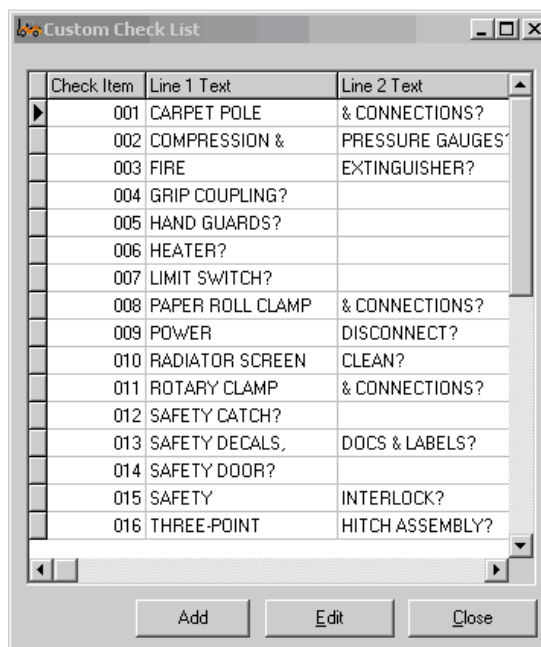 Custom Check List
Check Item Line 1 Text Line 2 Text
001 CARPET POLE & CONNECTIONS?
002 COMPRESSION & PRESSURE GAUGES?
003 FIRE EXTINGUISHER?
004 GRIP COUPLING?
005 HAND GUARDS?
006 HEATER?
007 LIMIT SWITCH?
008 PAPER ROLL CLAMP & CONNECTIONS?
009 POWER DISCONNECT?
010 RADIATOR SCREEN CLEAN?
011 ROTARY CLAMP & CONNECTIONS?
012 SAFETY CATCH?
013 SAFETY DECALS, DOCS & LABELS?
014 SAFETY DOOR?
015 SAFETY INTERLOCK?
016 THREE-POINT HITCH ASSEMBLY?
Add Edit Close